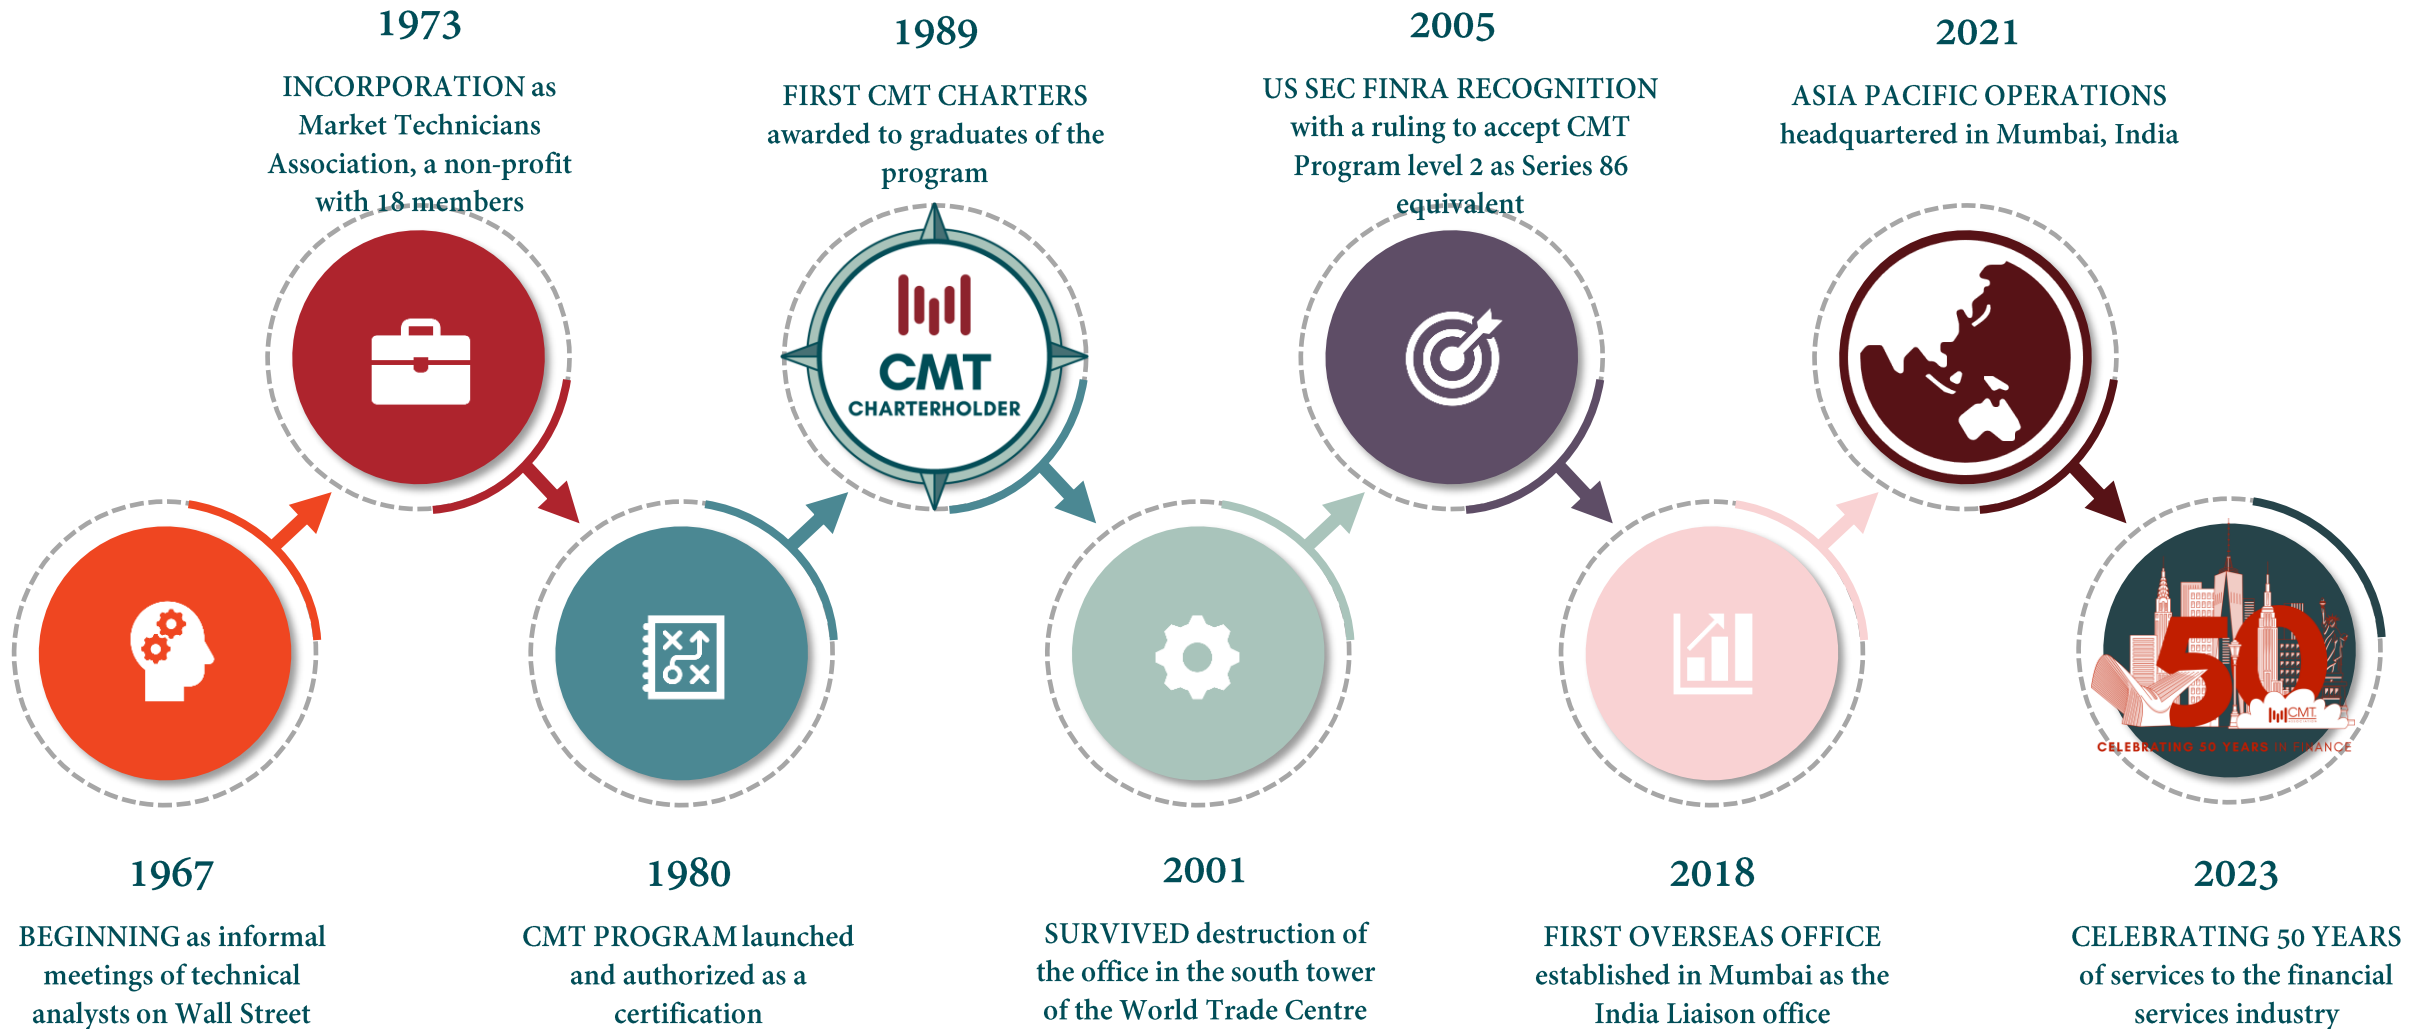 1973
INCORPORATION as
Market Technicians
Association, a non-profit
with 18 members
1989
FIRST CMT CHARTERS
awarded to graduates of the
program
2005
US SEC FINRA RECOGNITION
with a ruling to accept CMT
Program level 2 as Series 86
equivalent
2021
ASIA PACIFIC OPERATIONS
headquartered in Mumbai, India
CMT
CHARTERHOLDER
50
CMT
CELEBRATING 50 YEARS IN FINANCE
1967
BEGINNING as informal
meetings of technical
analysts on Wall Street
1980
CMT PROGRAM launched
and authorized as a
certification
2001
SURVIVED destruction of
the office in the south tower
of the World Trade Centre
2018
FIRST OVERSEAS OFFICE
established in Mumbai as the
India Liaison office
2023
CELEBRATING 50 YEARS
of services to the financial
services industry